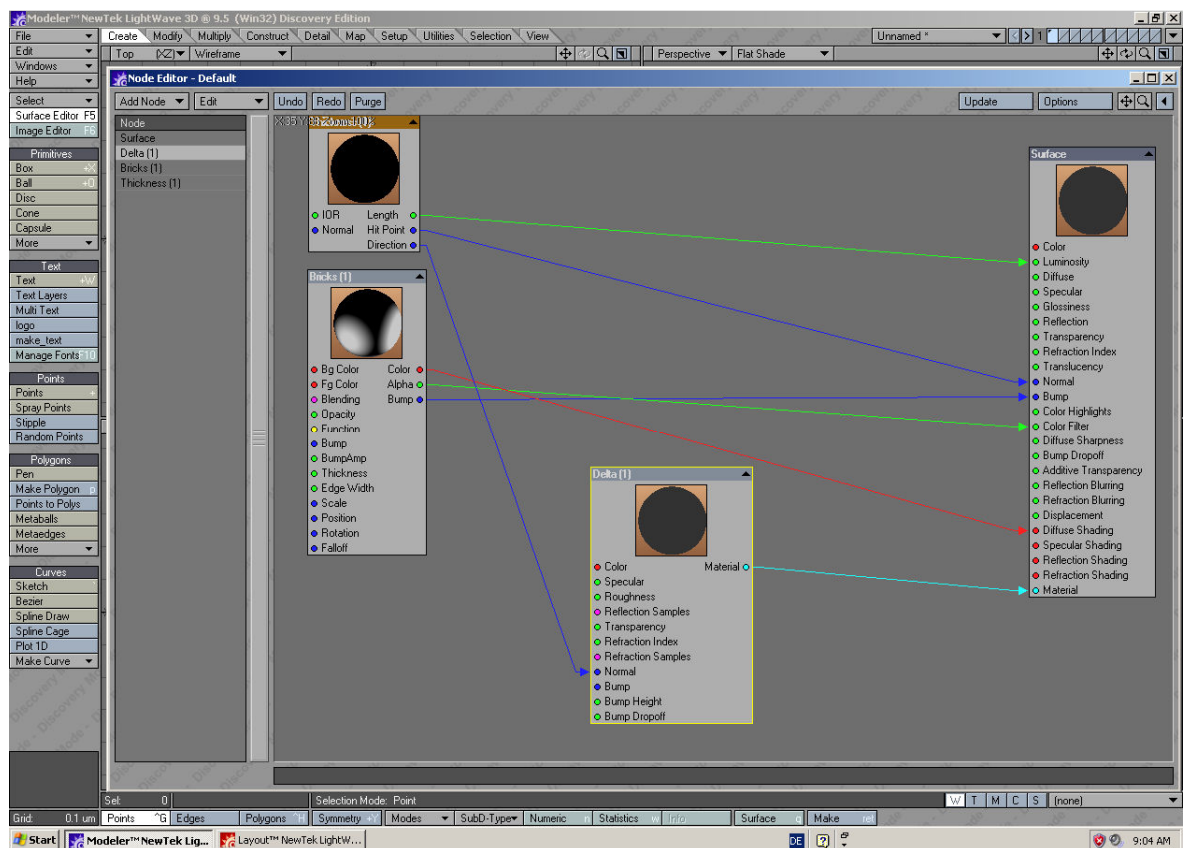 Modeler™ NewTek LightWave 3D ® 9.5 (Win32) Discovery Edition
File
Create Modify Multiply Construct Detail Map Setup Utilities Selection View
Unnamed *
1
Edit
Top (XZ) Wireframe
Perspective Flat Shade
Windows
Help
Node Editor - Default
Select
Surface Editor F5
Image Editor F6
Primitives
Box +X
Ball +O
Disc
Cone
Capsule
More
Text
Text +W
Text Layers
Multi Text
logo
make_text
Manage Fonts F10
Points
Points +
Spray Points
Stipple
Random Points
Polygons
Pen
Make Polygon p
Points to Polys
Metaballs
Metaedges
More
Curves
Sketch
Bezier
Spline Draw
Spline Cage
Plot 1D
Make Curve
Add Node Edit Undo Redo Purge
Update Options
Node
Surface
Delta (1)
Bricks (1)
Thickness (1)
IOR Length
Normal Hit Point
Direction
Bricks (1)
Bg Color Color
Fg Color Alpha
Blending Bump
Opacity
Function
Bump
BumpAmp
Thickness
Edge Width
Scale
Position
Rotation
Falloff
Delta (1)
Color Material
Specular
Roughness
Reflection Samples
Transparency
Refraction Index
Refraction Samples
Normal
Bump
Bump Height
Bump Dropoff
Surface
Color
Luminosity
Diffuse
Specular
Glossiness
Reflection
Transparency
Refraction Index
Translucency
Normal
Bump
Color Highlights
Color Filter
Diffuse Sharpness
Bump Dropoff
Additive Transparency
Reflection Blurring
Refraction Blurring
Displacement
Diffuse Shading
Specular Shading
Reflection Shading
Refraction Shading
Material
Sel: 0
Selection Mode: Point
W T M C S (none)
Grid: 0.1 um
Points ^G Edges Polygons ^H Symmetry +Y Modes SubD-Type Numeric n Statistics w Info Surface q Make ret
Start Modeler™ NewTek Lig... Layout™ NewTek LightW...
DE
9:04 AM